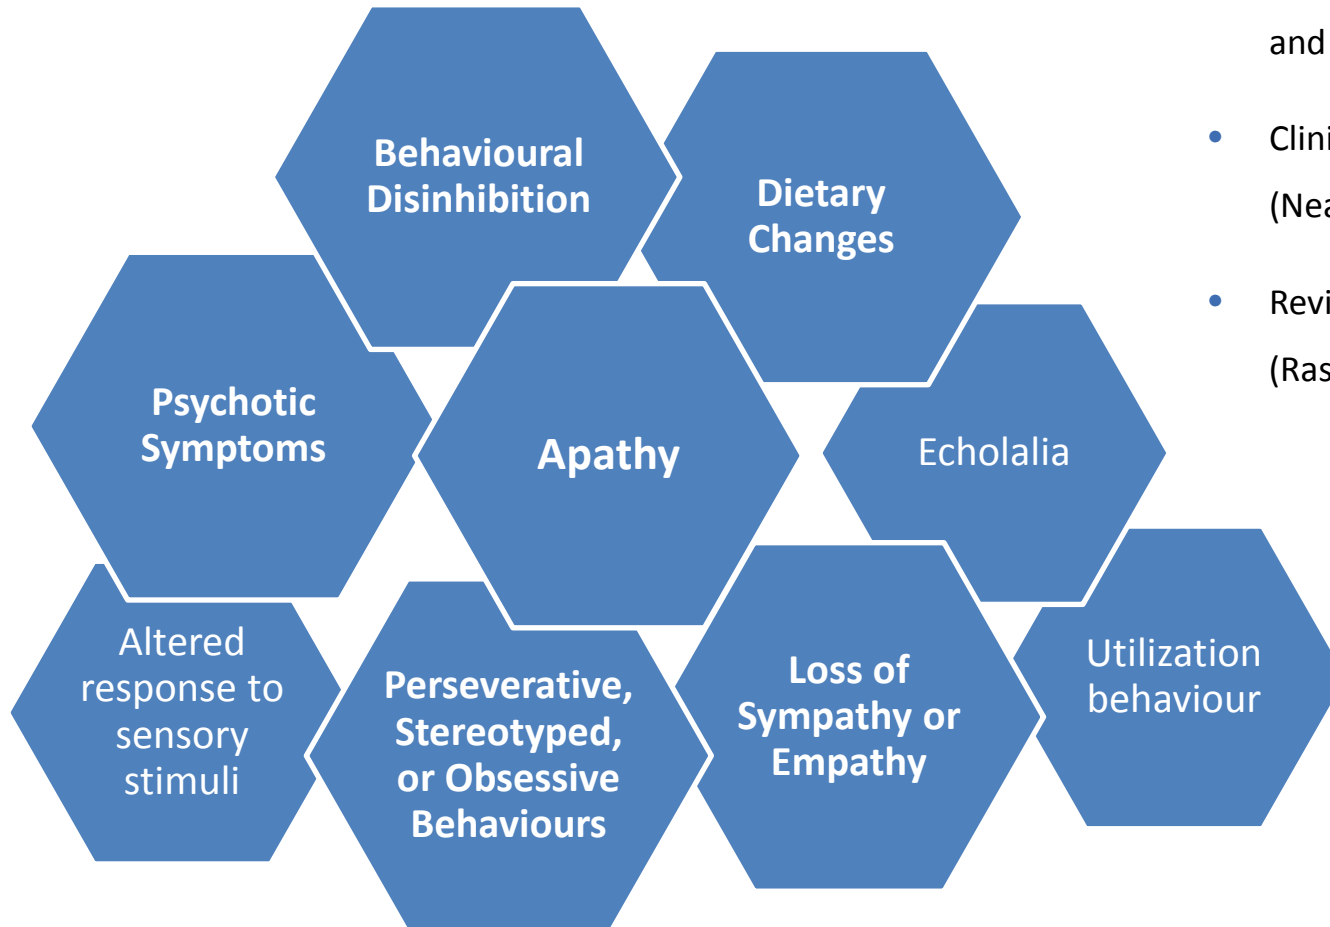 Behavioural
Disinhibition
Dietary
Changes
Psychotic
Symptoms
Apathy
Echolalia
Altered
response to
sensory
stimuli
Perseverative,
Stereotyped,
or Obsessive
Behaviours
Loss of
Sympathy or
Empathy
Utilization
behaviour
and
• Clini
(Nea
• Revi
(Ras